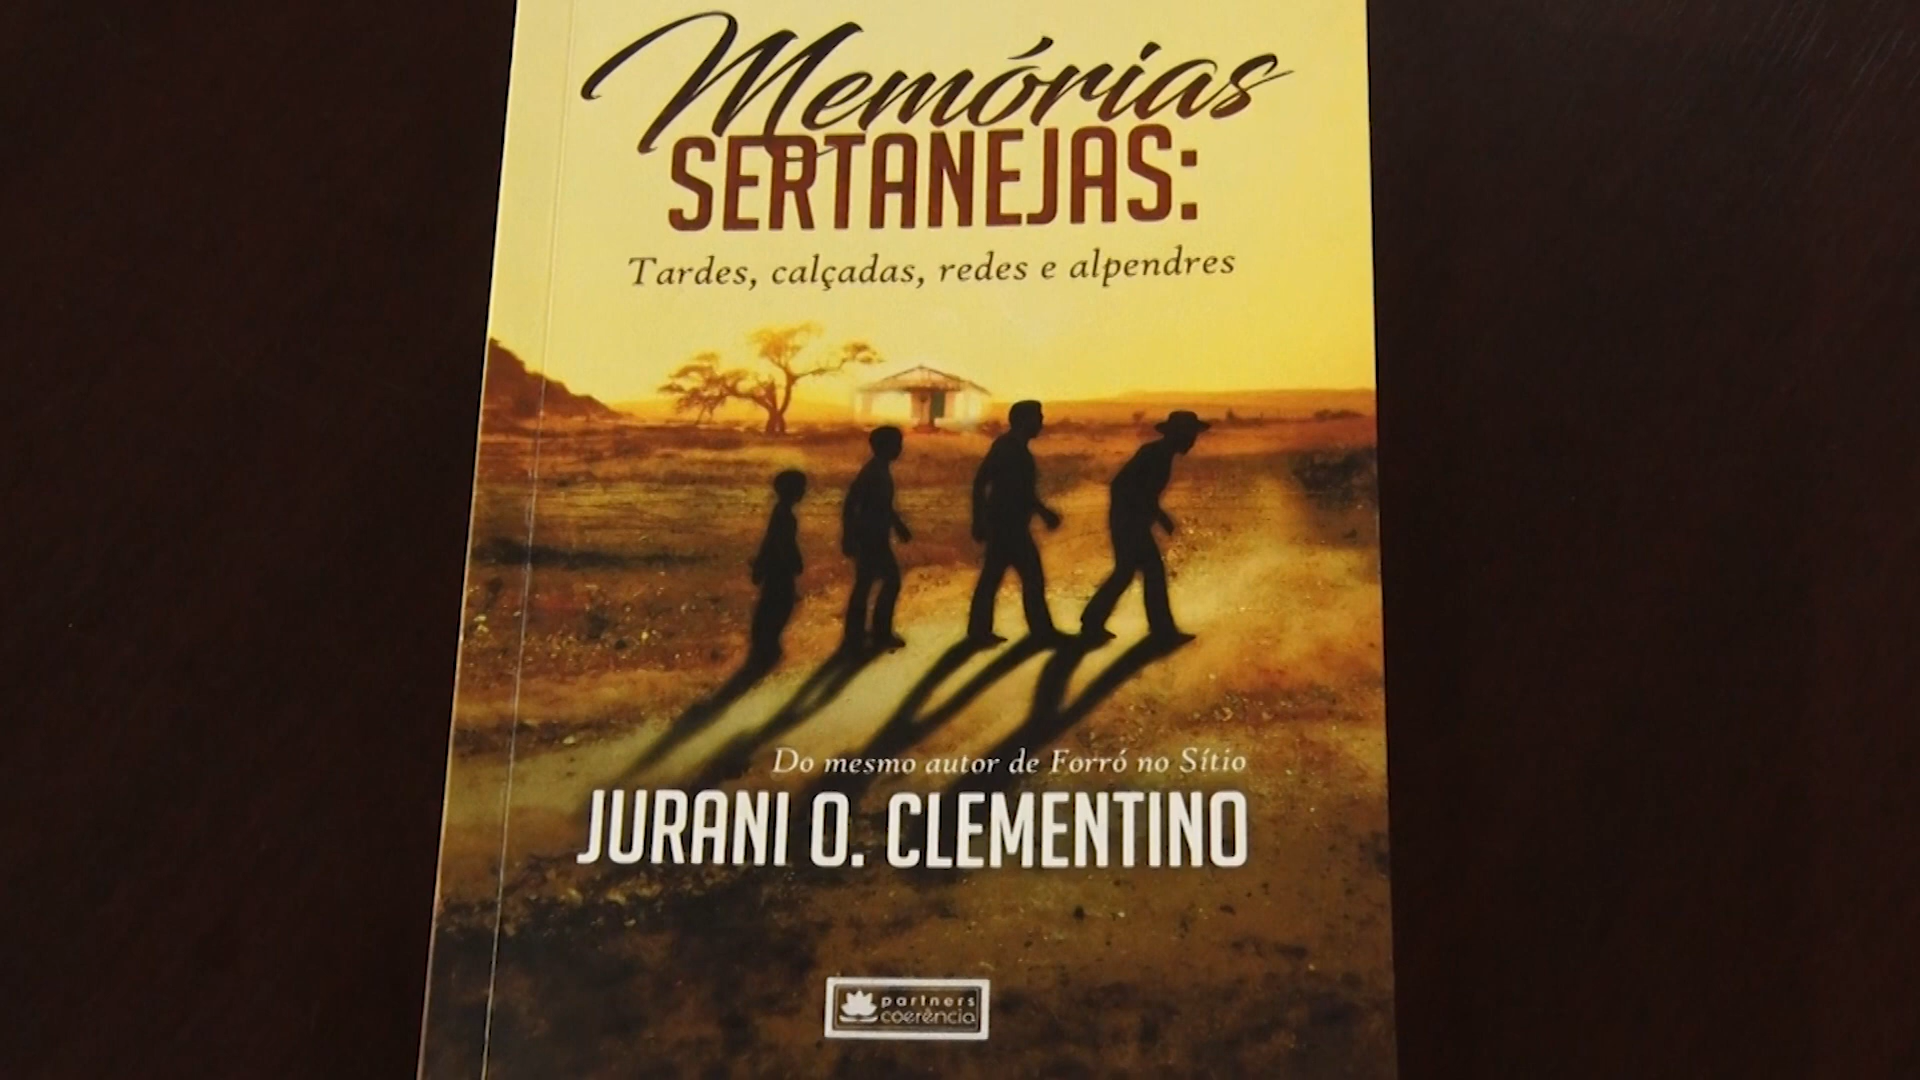 Memórias
SERTANEJAS:
Tardes, calçadas, redes e alpendres
Do mesmo autor de Forró no Sítio
JURANI O. CLEMENTINO
partners
coerência